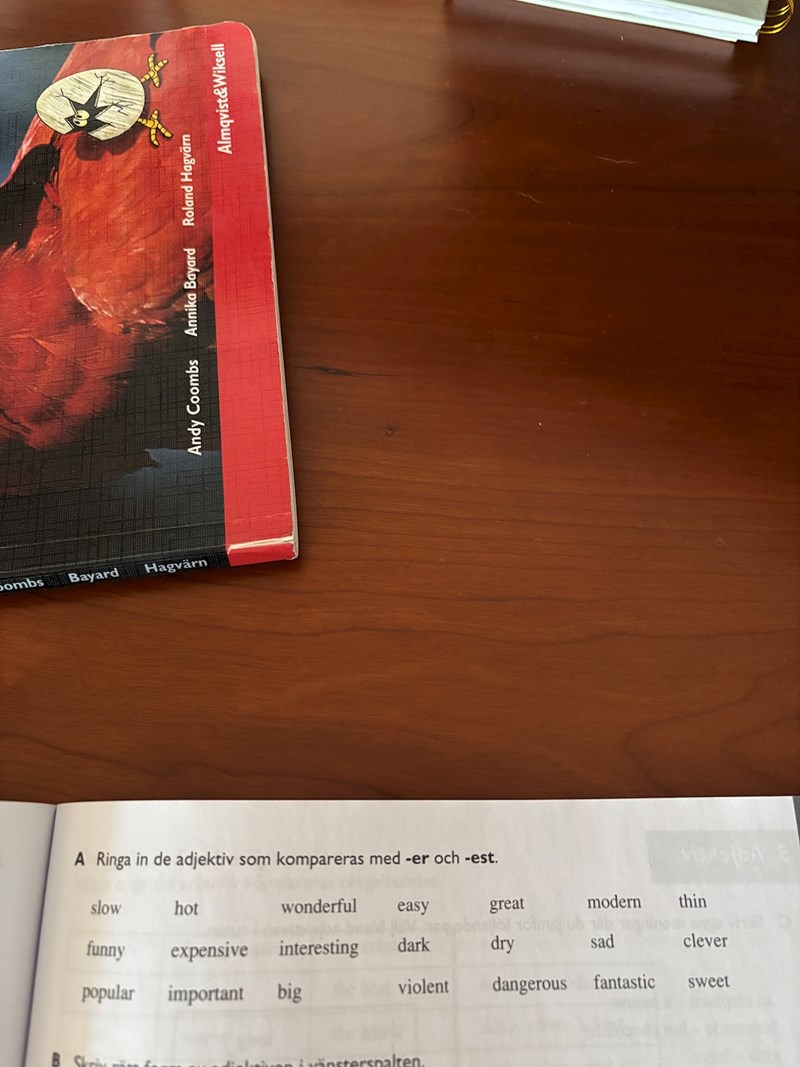 Almqvist&Wiksell
Andy Coombs Annika Bayard Roland Hagvärn
Bayard Hagvärn
A Ringa in de adjektiv som kompareras med -er och -est.
slow hot wonderful easy great modern thin
funny expensive interesting dark dry sad clever
popular important big violent dangerous fantastic sweet
B i vänsterspalten.